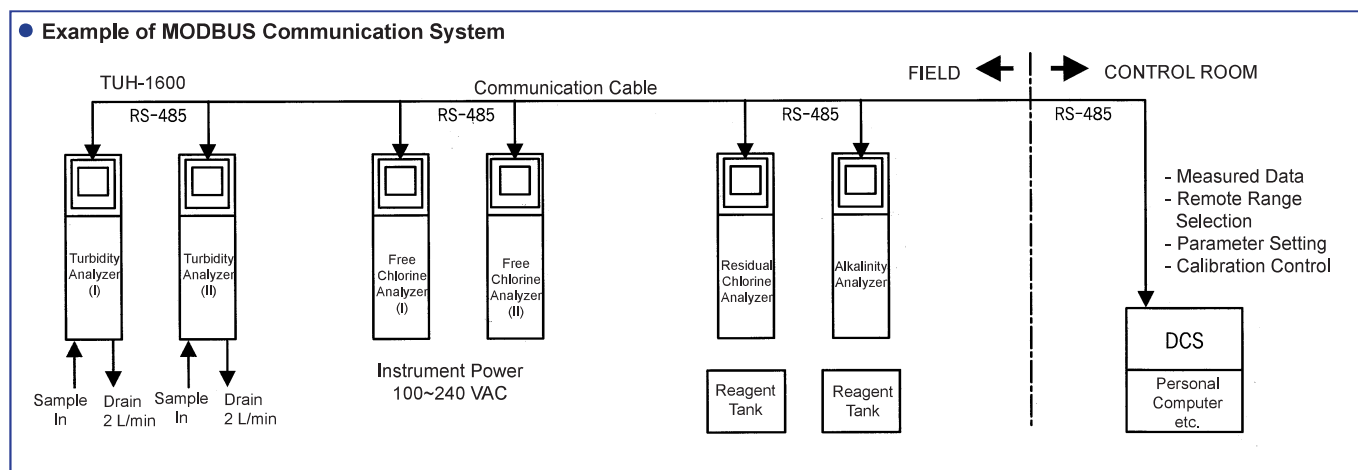 Example of MODBUS Communication System
TUH-1600
Communication Cable
FIELD
CONTROL ROOM
RS-485
RS-485
RS-485
RS-485
- Measured Data
- Remote Range
Selection
- Parameter Setting
- Calibration Control
Turbidity
Analyzer
(I)
Turbidity
Analyzer
(II)
Free
Chlorine
Analyzer
(I)
Free
Chlorine
Analyzer
(II)
Residual
Chlorine
Analyzer
Alkalinity
Analyzer
Sample
In
Drain
2 L/min
Sample
In
Drain
2 L/min
Instrument Power
100~240 VAC
Reagent
Tank
Reagent
Tank
DCS
Personal
Computer
etc.